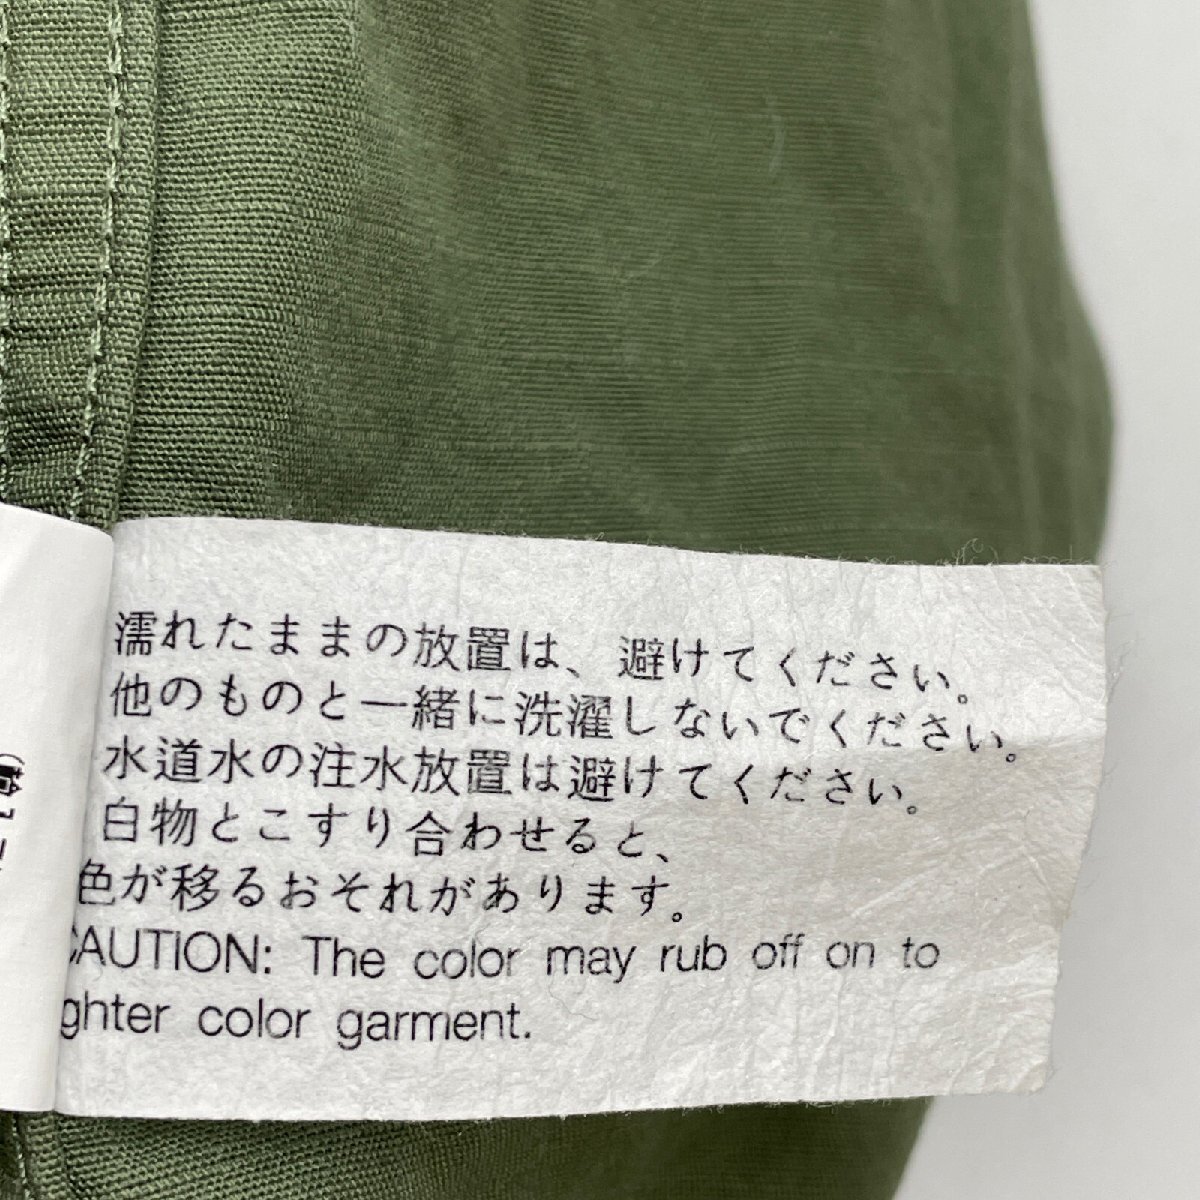 濡れたままの放置は、避けてください。
他のものと一緒に洗濯しないでください。
水道水の注水放置は避けてください。
白物とこすり合わせると、
色が移るおそれがあります。
CAUTION: The color may rub off on to
ghter color garment.